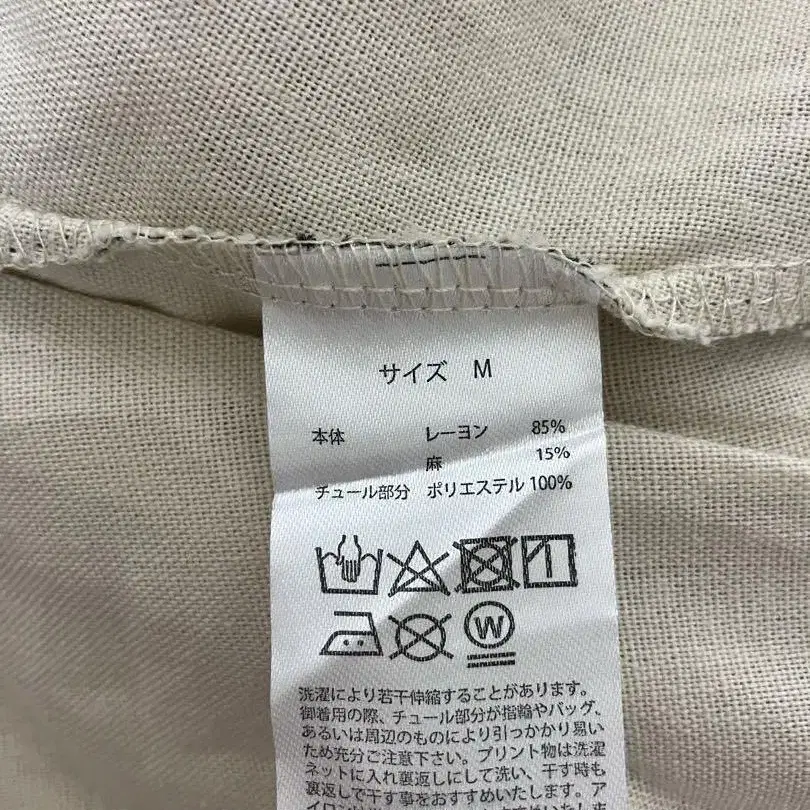 サイズ M
本体 レーヨン 85%
麻 15%
チュール部分 ポリエステル 100%
W
洗濯により若干伸縮することがあります。
御着用の際、チュール部分が指輪やバッグ、
あるいは周辺のものにより引っかかり易い
ため充分ご注意下さい。プリント物は洗濯
ネットに入れ裏返しにして洗い、干す時も
裏返しで干す事をおすすめいたします。ア